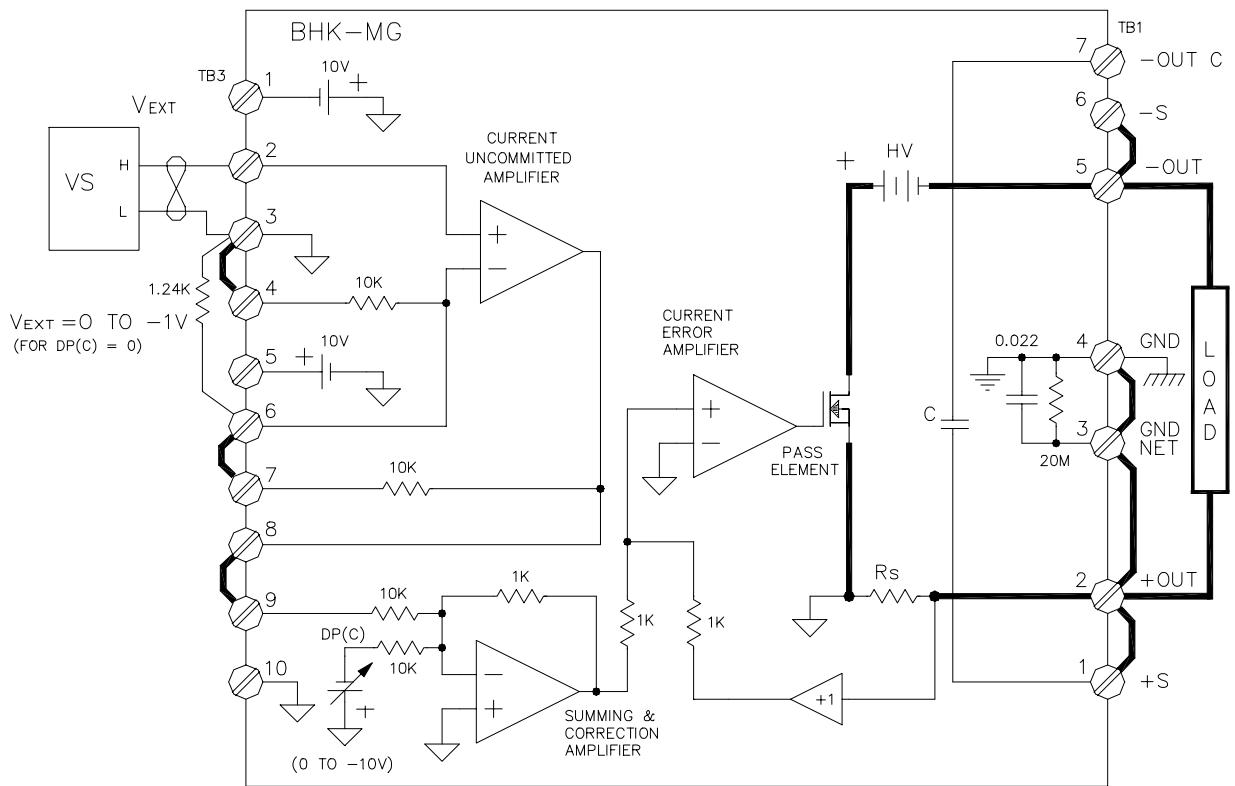 BHK-MG
TB1
TB3
1
10V
+
7
-OUT C
6
-S
5
-OUT
VEXT
VS
H
L
2
3
4
1.24K
10K
VEXT =0 TO -1V
(FOR DP(C) = 0)
CURRENT
UNCOMMITTED
AMPLIFIER
+
−
+
HV
5
+
10V
6
7
10K
8
9
10K
1K
DP(C)
10K
10
+
−
+
(0 TO -10V)
SUMMING &
CORRECTION
AMPLIFIER
CURRENT
ERROR
AMPLIFIER
+
−
PASS
ELEMENT
1K
1K
Rs
+1
C
0.022
20M
4
GND
3
GND
NET
2
+OUT
1
+S
LOAD